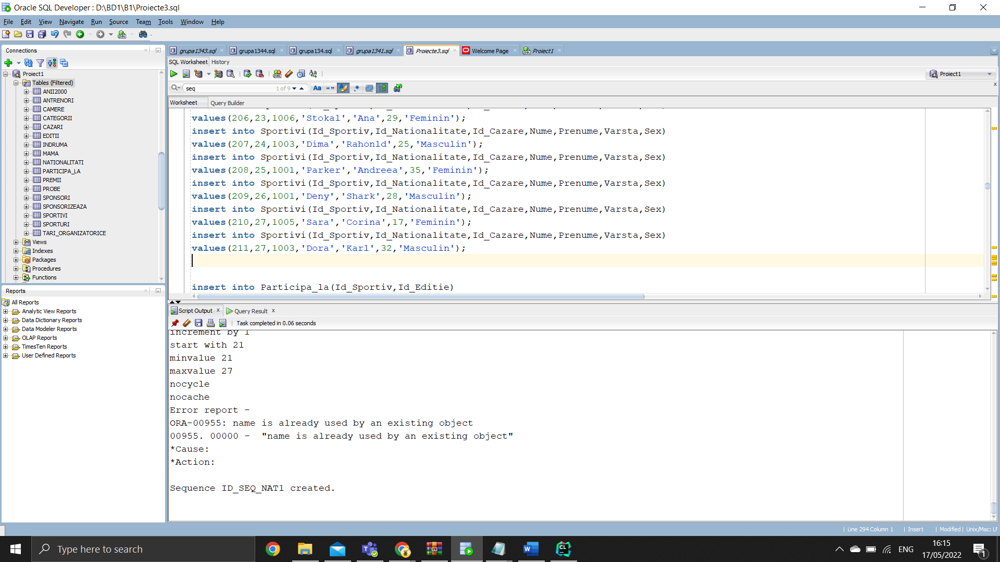 Oracle SQL Developer : D:\BD1\B1\Proiecte3.sql
File Edit View Navigate Run Source Team Tools Window Help
Connections
Proiect1
Tables (Filtered)
ANII2000
ANTRENORI
CAMERE
CATEGORII
CAZARI
EDITII
INDRUMA
MAMA
NATIONALITATI
PARTICIPA_LA
PREMII
PROBE
SPONSORI
SPONSORIZEAZA
SPORTIVI
SPORTURI
TARI_ORGANIZATORICE
Views
Indexes
Packages
Procedures
Functions
Reports
All Reports
Analytic View Reports
Data Dictionary Reports
Data Modeler Reports
OLAP Reports
TimesTen Reports
User Defined Reports
grupa1343.sql grupa1344.sql grupa134.sql grupa1341.sql Proiecte3.sql Welcome Page Proiect1
SQL Worksheet History
Proiect1
seq 1 of 9
Worksheet Query Builder
values(206,23,1006,'Stokal','Ana',29,'Feminin');
insert into Sportivi(Id_Sportiv,Id_Nationalitate,Id_Cazare,Nume,Prenume,Varsta,Sex)
values(207,24,1003,'Dima','Rahonld',25,'Masculin');
insert into Sportivi(Id_Sportiv,Id_Nationalitate,Id_Cazare,Nume,Prenume,Varsta,Sex)
values(208,25,1001,'Parker','Andreea',35,'Feminin');
insert into Sportivi(Id_Sportiv,Id_Nationalitate,Id_Cazare,Nume,Prenume,Varsta,Sex)
values(209,26,1001,'Deny','Shark',28,'Masculin');
insert into Sportivi(Id_Sportiv,Id_Nationalitate,Id_Cazare,Nume,Prenume,Varsta,Sex)
values(210,27,1005,'Sara','Corina',17,'Feminin');
insert into Sportivi(Id_Sportiv,Id_Nationalitate,Id_Cazare,Nume,Prenume,Varsta,Sex)
values(211,27,1003,'Dora','Karl',32,'Masculin');
insert into Participa_la(Id_Sportiv,Id_Editie)
Script Output Query Result
Task completed in 0.06 seconds
increment by 1
start with 21
minvalue 21
maxvalue 27
nocycle
nocache
Error report -
ORA-00955: name is already used by an existing object
00955. 00000 - "name is already used by an existing object"
*Cause:
*Action:
Sequence ID_SEQ_NAT1 created.
Line 294 Column 1 Insert Modified Unix/Mac: LF
Type here to search
ENG
16:15
17/05/2022
1